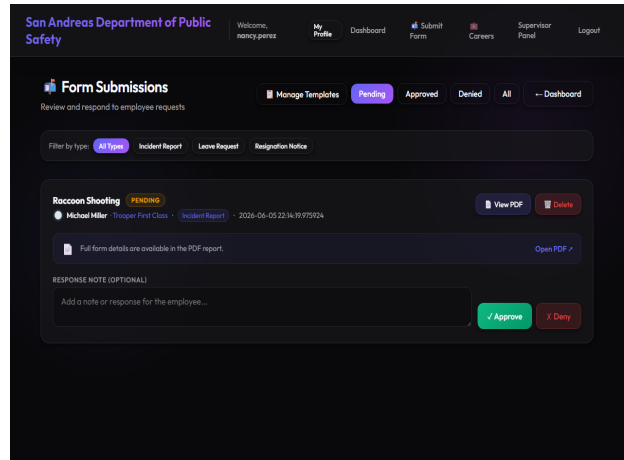 San Andreas Department of Public
Safety
Welcome,
nancy.perez
My
Profile
Dashboard
Submit
Form
Careers
Supervisor
Panel
Logout
Form Submissions
Review and respond to employee requests
Manage Templates
Pending
Approved
Denied
All
← Dashboard
Filter by type:
All Types
Incident Report
Leave Request
Resignation Notice
Raccoon Shooting
PENDING
Michael Miller · Trooper First Class · Incident Report · 2026-06-05 22:14:19.975924
View PDF
Delete
Full form details are available in the PDF report.
Open PDF ↗
RESPONSE NOTE (OPTIONAL)
Add a note or response for the employee...
✓ Approve
✗ Deny